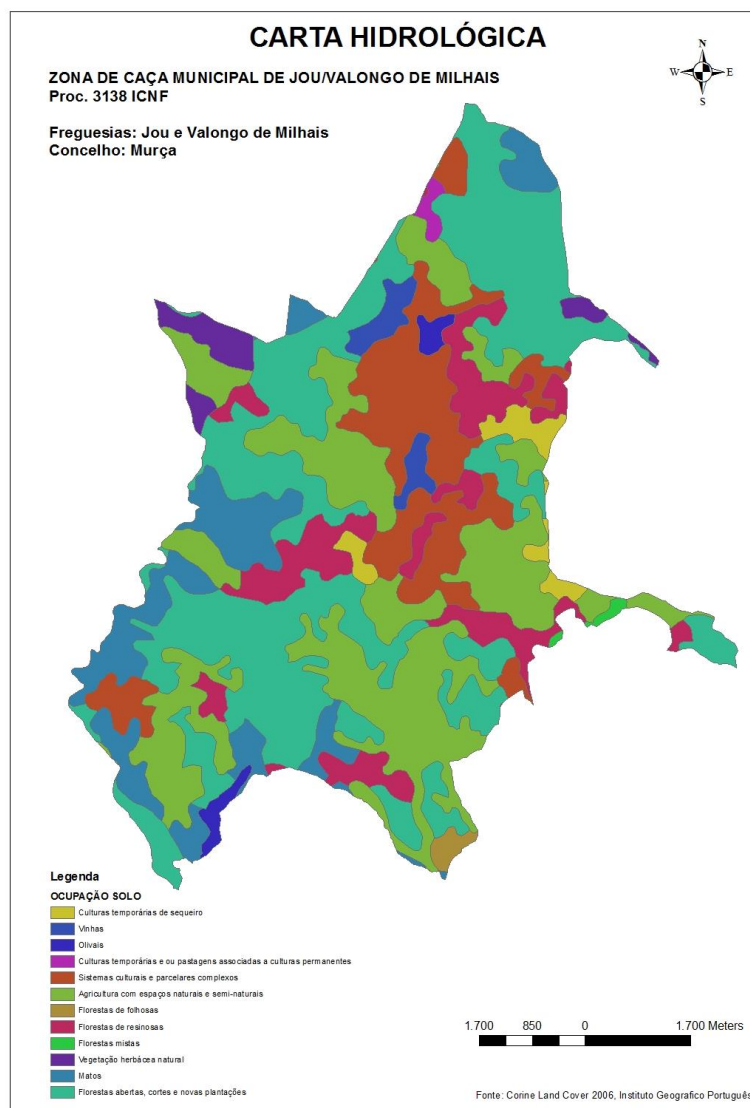 CARTA HIDROLÓGICA
N
W E
S
ZONA DE CAÇA MUNICIPAL DE JOU/VALONGO DE MILHAIS
Proc. 3138 ICNF
Freguesias: Jou e Valongo de Milhais
Concelho: Murça
Legenda
OCUPAÇÃO SOLO
Culturas temporárias de sequeiro
Vinhas
Olivais
Culturas temporárias e ou pastagens associadas a culturas permanentes
Sistemas culturais e parcelares complexos
Agricultura com espaços naturais e semi-naturais
Florestas de folhosas
Florestas de resinosas
Florestas mistas
Vegetação herbácea natural
Matos
Florestas abertas, cortes e novas plantações
1.700 850 0 1.700 Meters
Fonte: Corine Land Cover 2006, Instituto Geografico Português